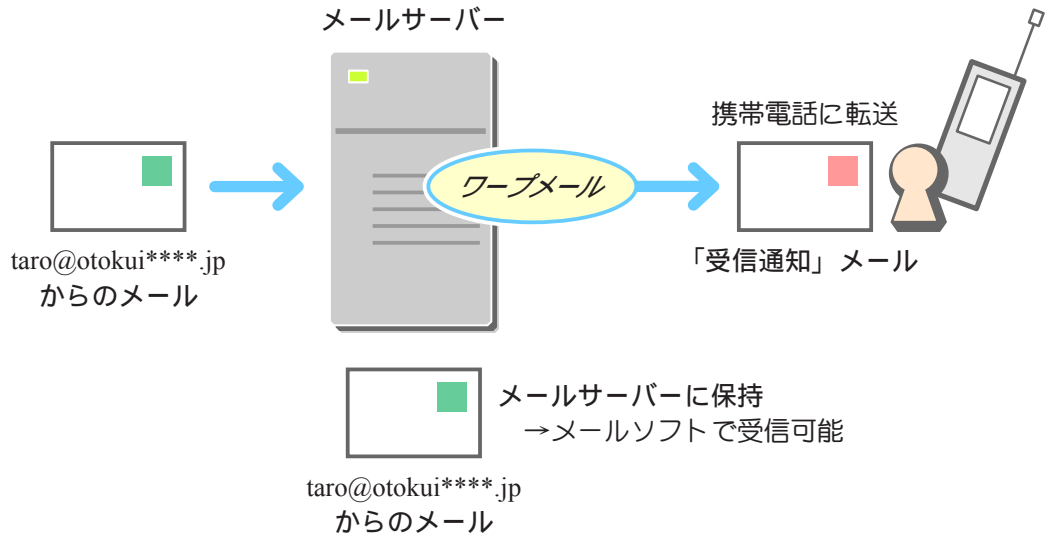 メールサーバー
携帯電話に転送
ワープメール
taro@otokui****.jp
からのメール
「受信通知」メール
メールサーバーに保持
→メールソフトで受信可能
taro@otokui****.jp
からのメール